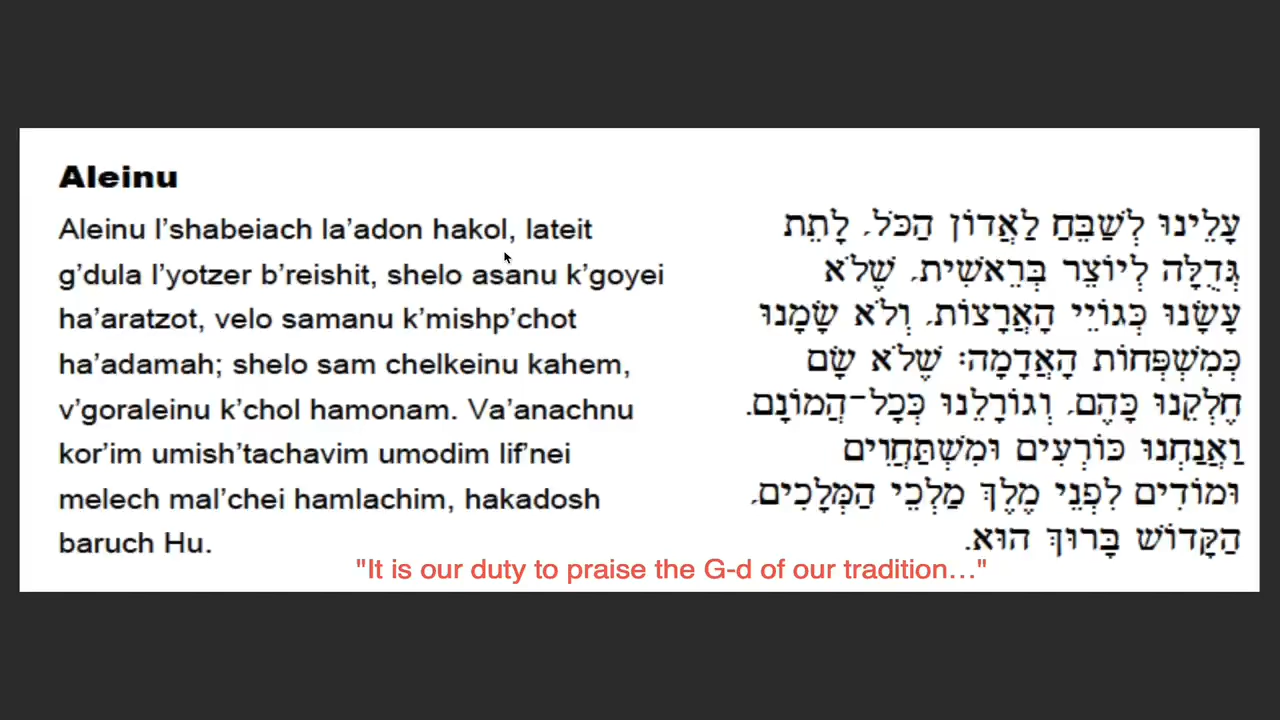 Aleinu
Aleinu l’shabeiach la’adon hakol, lateit
g’dula l’yotzer b’reishit, shelo asanu k’goyei
ha’aratzot, velo samanu k’mishp’chot
ha’adamah; shelo sam chelkeinu kahem,
v’goraleinu k’chol hamonam. Va’anachnu
kor’im umish’tachavim umodim lif’nei
melech mal’chei hamlachim, hakadosh
baruch Hu.
עָלֵינוּ לְשַׁבֵּחַ לַאֲדוֹן הַכֹּל, לָתֵת
גְּדֻלָּה לְיוֹצֵר בְּרֵאשִׁית, שֶׁלֹּא
עָשָׂנוּ כְּגוֹיֵי הָאֲרָצוֹת, וְלֹא שָׂמָנוּ
כְּמִשְׁפְּחוֹת הָאֲדָמָה: שֶׁלֹּא שָׂם
חֶלְקֵנוּ כָּהֶם, וְגוֹרָלֵנוּ כְּכָל־הֲמוֹנָם.
וַאֲנַחְנוּ כּוֹרְעִים וּמִשְׁתַּחֲוִים
וּמוֹדִים לִפְנֵי מֶלֶךְ מַלְכֵי הַמְּלָכִים,
הַקָּדוֹשׁ בָּרוּךְ הוּא.
"It is our duty to praise the G-d of our tradition…"